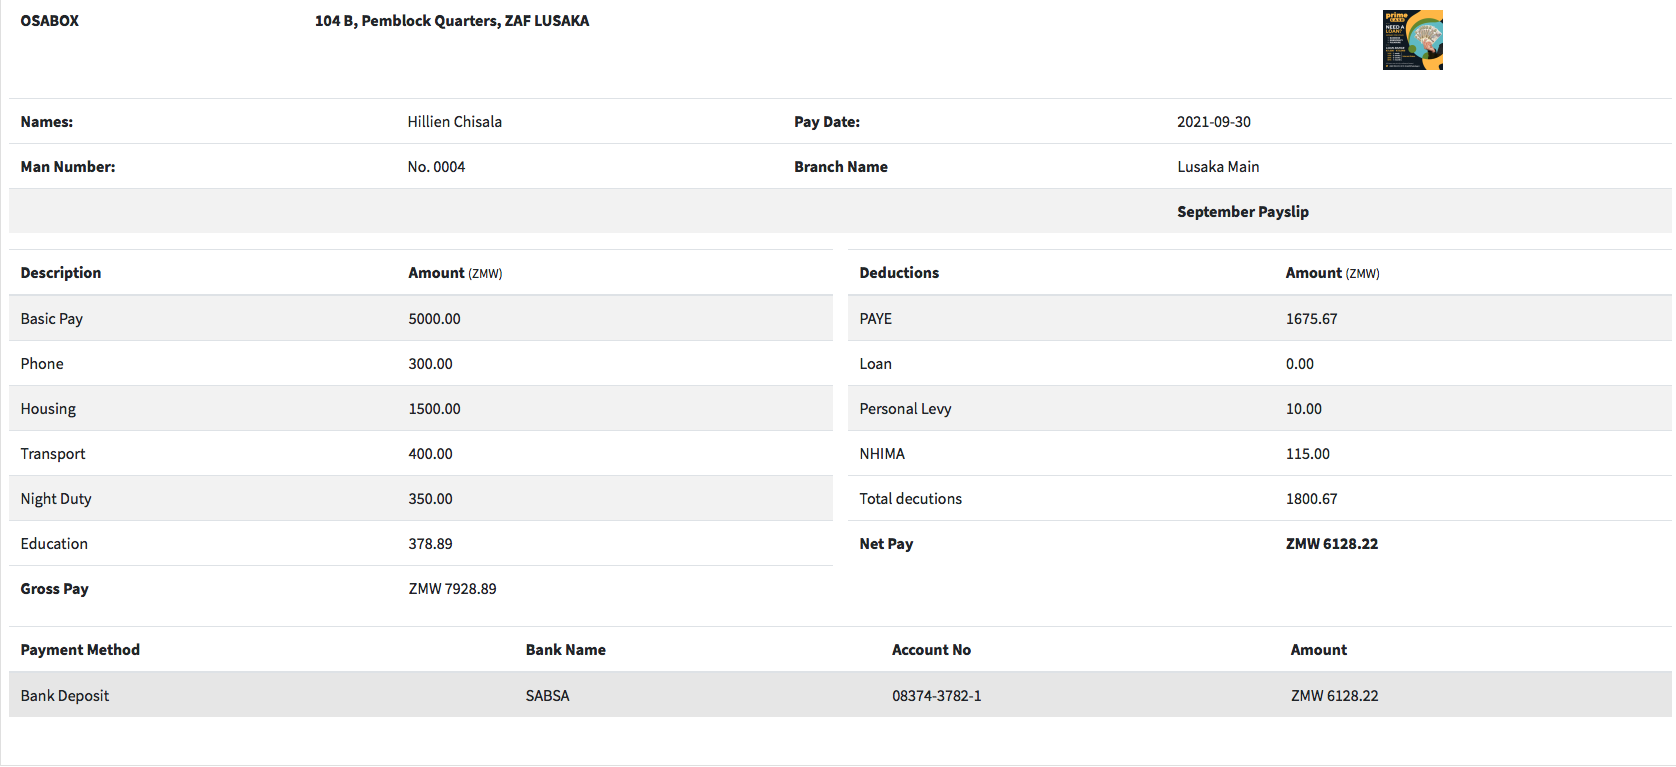 OSABOX 104 B, Pemblock Quarters, ZAF LUSAKA
prime
NEED A
LOAN?
Names: Hillien Chisala Pay Date: 2021-09-30
Man Number: No. 0004 Branch Name Lusaka Main
September Payslip
Description Amount (ZMW) Deductions Amount (ZMW)
Basic Pay 5000.00 PAYE 1675.67
Phone 300.00 Loan 0.00
Housing 1500.00 Personal Levy 10.00
Transport 400.00 NHIMA 115.00
Night Duty 350.00 Total decutions 1800.67
Education 378.89 Net Pay ZMW 6128.22
Gross Pay ZMW 7928.89
Payment Method Bank Name Account No Amount
Bank Deposit SABSA 08374-3782-1 ZMW 6128.22